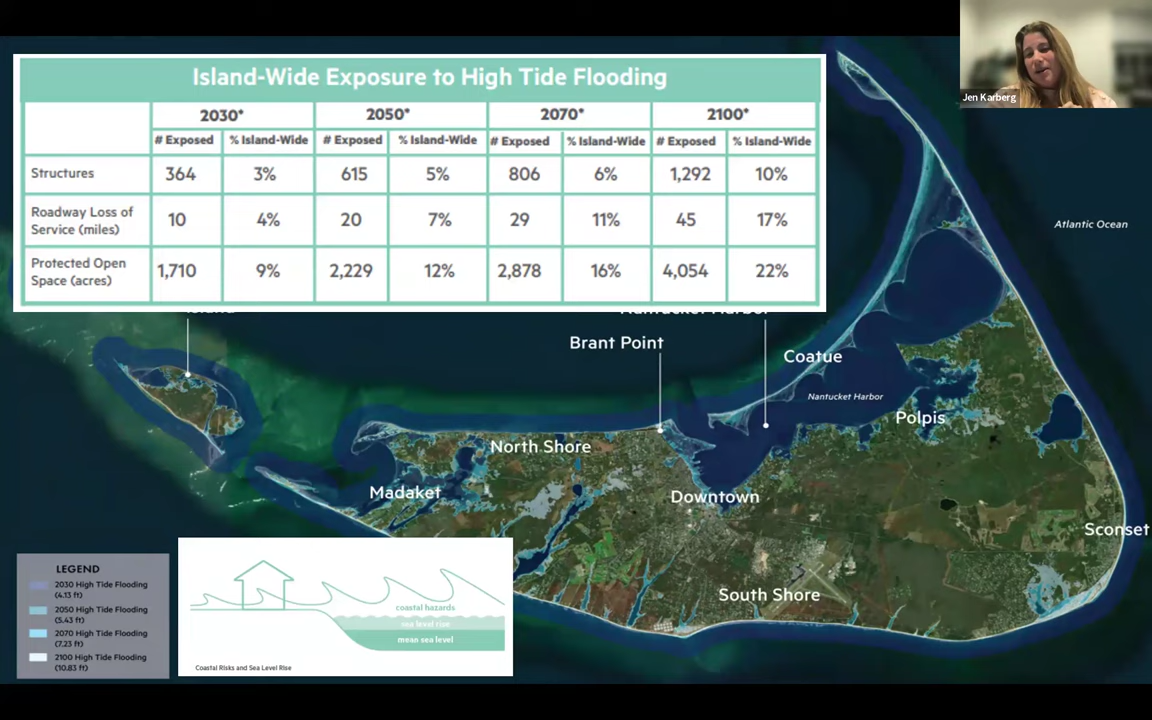 Jen Karberg
Island-Wide Exposure to High Tide Flooding
2030* 2050* 2070* 2100*
# Exposed % Island-Wide # Exposed % Island-Wide # Exposed % Island-Wide # Exposed % Island-Wide
Structures 364 3% 615 5% 806 6% 1,292 10%
Roadway Loss of
Service (miles) 10 4% 20 7% 29 11% 45 17%
Protected Open
Space (acres) 1,710 9% 2,229 12% 2,878 16% 4,054 22%
Atlantic Ocean
Island
Nantucket Harbor
Brant Point
Coatue
Nantucket Harbor
Polpis
North Shore
Madaket
Downtown
Sconset
South Shore
LEGEND
2030 High Tide Flooding
(4.13 ft)
2050 High Tide Flooding
(5.43 ft)
2070 High Tide Flooding
(7.23 ft)
2100 High Tide Flooding
(10.83 ft)
coastal hazards
sea level rise
mean sea level
Coastal Risks and Sea Level Rise